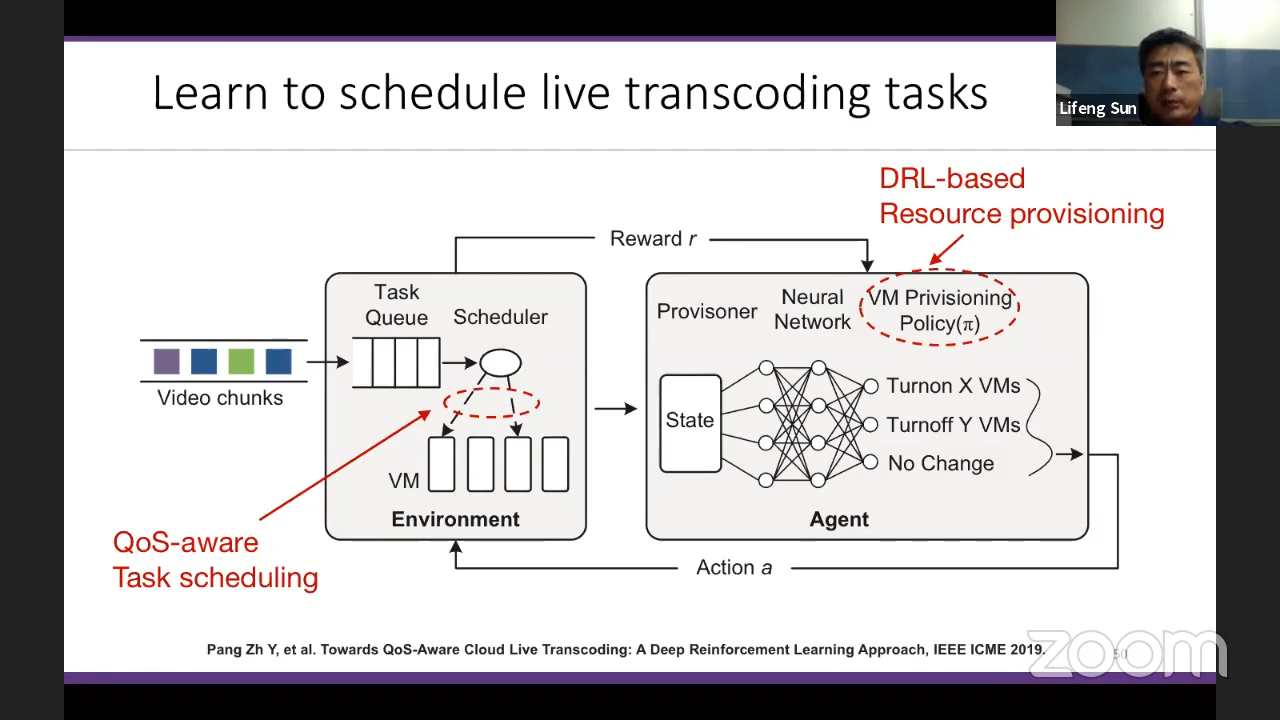 Learn to schedule live transcoding tasks
Lifeng Sun
DRL-based
Resource provisioning
Reward r
Task
Queue
Scheduler
Video chunks
VM
Environment
QoS-aware
Task scheduling
Provisoner
Neural
Network
VM Privisioning
Policy(π)
State
Turnon X VMs
Turnoff Y VMs
No Change
Agent
Action a
Pang Zh Y, et al. Towards QoS-Aware Cloud Live Transcoding: A Deep Reinforcement Learning Approach, IEEE ICME 2019.
50
zoom